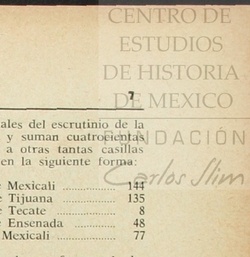 CENTRO DE
ESTUDIOS
DE HISTORIA
DE MEXICO
7
FUNDACIÓN
Carlos Slim
ales del escrutinio de la
y suman cuatrocientas
a otras tantas casillas
en la siguiente forma:
e Mexicali ............... 144
e Tijuana ............... 135
e Tecate ............... 8
e Ensenada ............... 48
Mexicali ............... 77